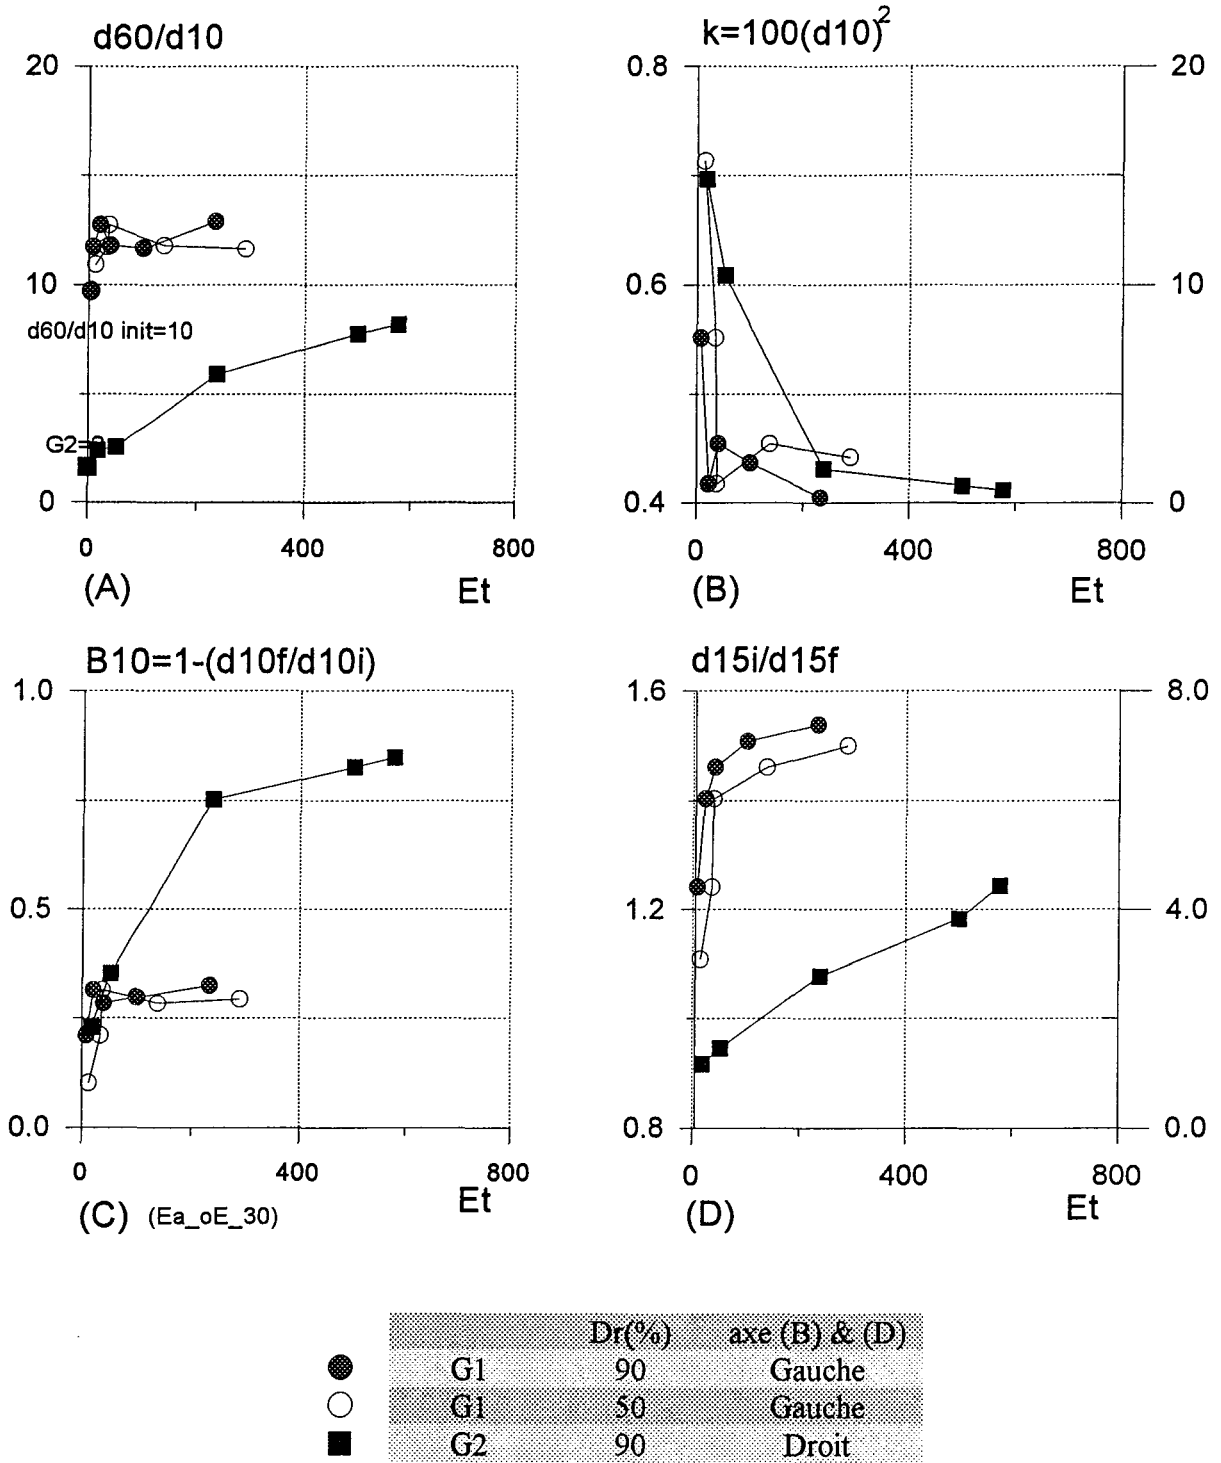 d60/d10
20
10
d60/d10 init=10
G2=2
0
0 400 800
(A) Et
k=100(d10)²
0.8 20
0.6 10
0.4 0
0 400 800
(B) Et
B10=1-(d10f/d10i)
1.0
0.5
0.0
0 400 800
(C) (Ea_oE_30) Et
d15i/d15f
1.6 8.0
1.2 4.0
0.8 0.0
0 400 800
(D) Et
Dr(%) axe (B) & (D)
G1 90 Gauche
G1 50 Gauche
G2 90 Droit